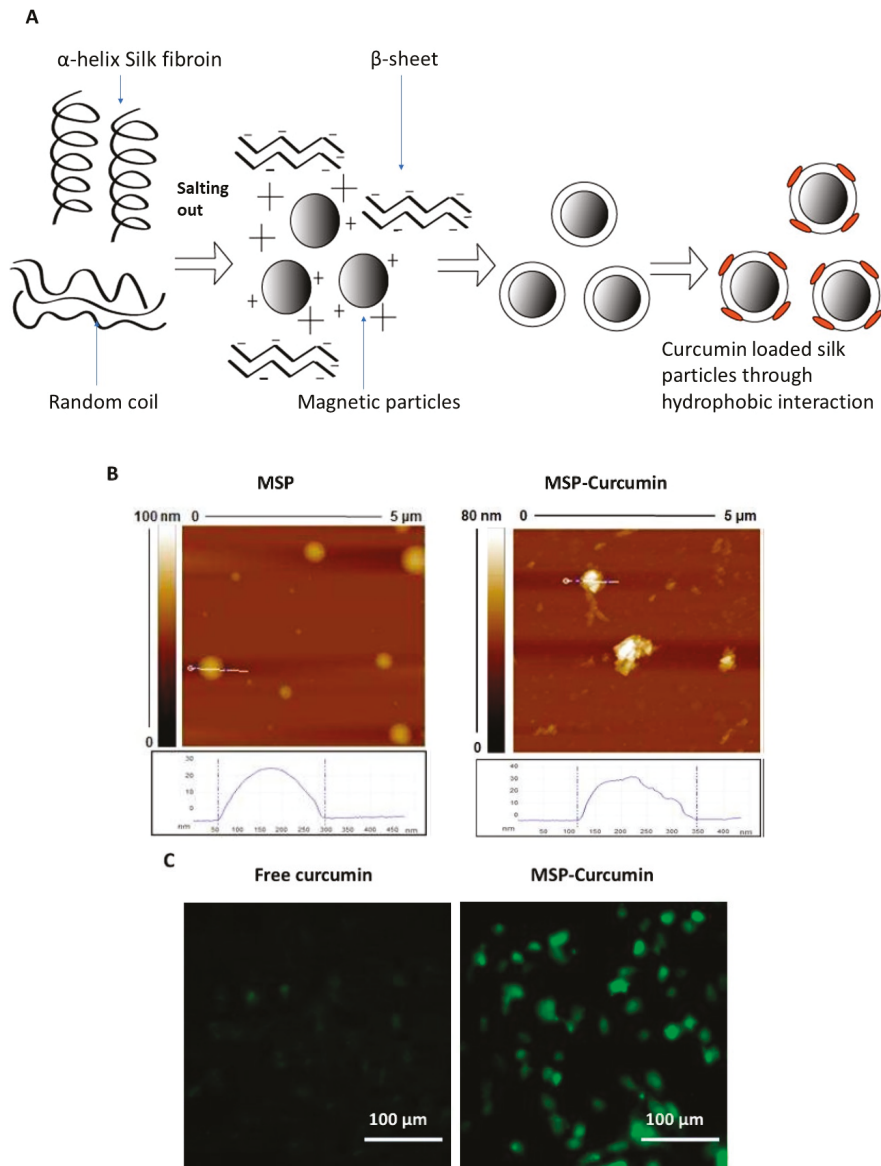 A
α-helix Silk fibroin
β-sheet
Salting
out
Random coil
Magnetic particles
Curcumin loaded silk
particles through
hydrophobic interaction
B
MSP
MSP-Curcumin
100 nm
0
5 µm
80 nm
0
5 µm
0
0
30
20
10
0
nm
50
100
150
200
250
300
350
400
450
nm
40
30
20
10
0
nm
50
100
150
200
250
300
350
400
nm
C
Free curcumin
MSP-Curcumin
100 µm
100 µm